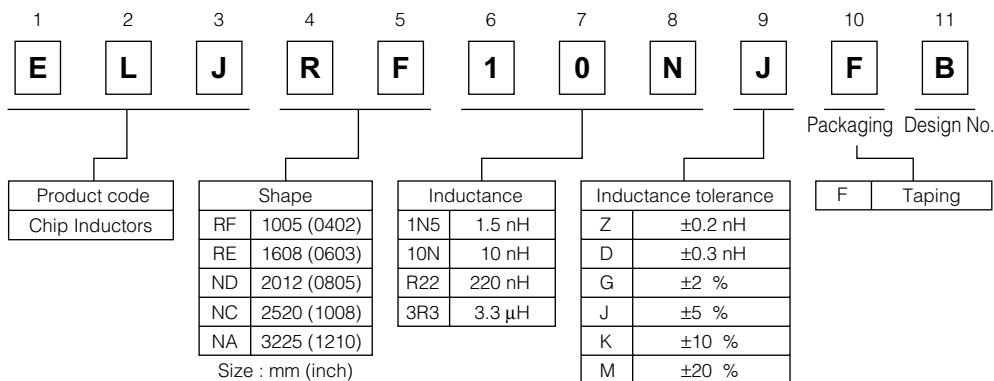 1 2 3 4 5 6 7 8 9 10 11
E L J R F 1 0 N J F B
Packaging Design No.
Product code
Chip Inductors
Shape
RF 1005 (0402)
RE 1608 (0603)
ND 2012 (0805)
NC 2520 (1008)
NA 3225 (1210)
Size : mm (inch)
Inductance
1N5 1.5 nH
10N 10 nH
R22 220 nH
3R3 3.3 μH
Inductance tolerance
Z ±0.2 nH
D ±0.3 nH
G ±2 %
J ±5 %
K ±10 %
M ±20 %
F Taping